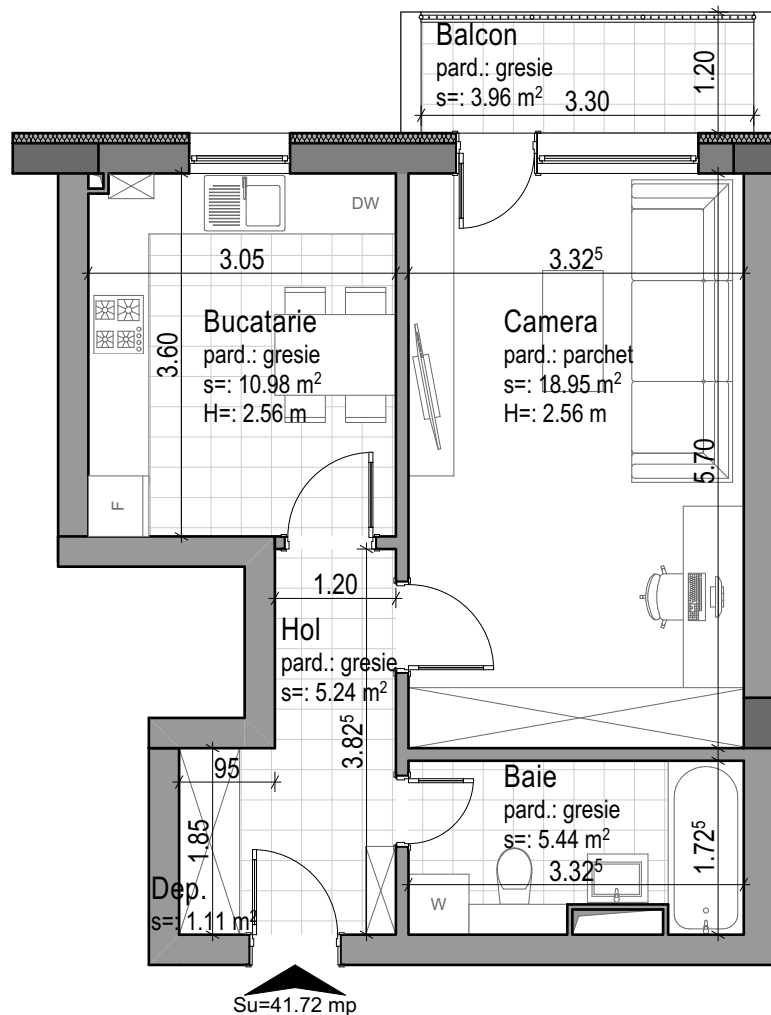 Balcon
pard.: gresie
s=: 3.96 m²
1.20
3.30
DW
3.05
3.32⁵
Bucatarie
pard.: gresie
s=: 10.98 m²
H=: 2.56 m
3.60
Camera
pard.: parchet
s=: 18.95 m²
H=: 2.56 m
5.70
F
1.20
Hol
pard.: gresie
s=: 5.24 m²
3.82⁵
95
1.85
Baie
pard.: gresie
s=: 5.44 m²
3.32⁵
1.72⁵
W
Dep.
s=: 1.11 m²
Su=41.72 mp